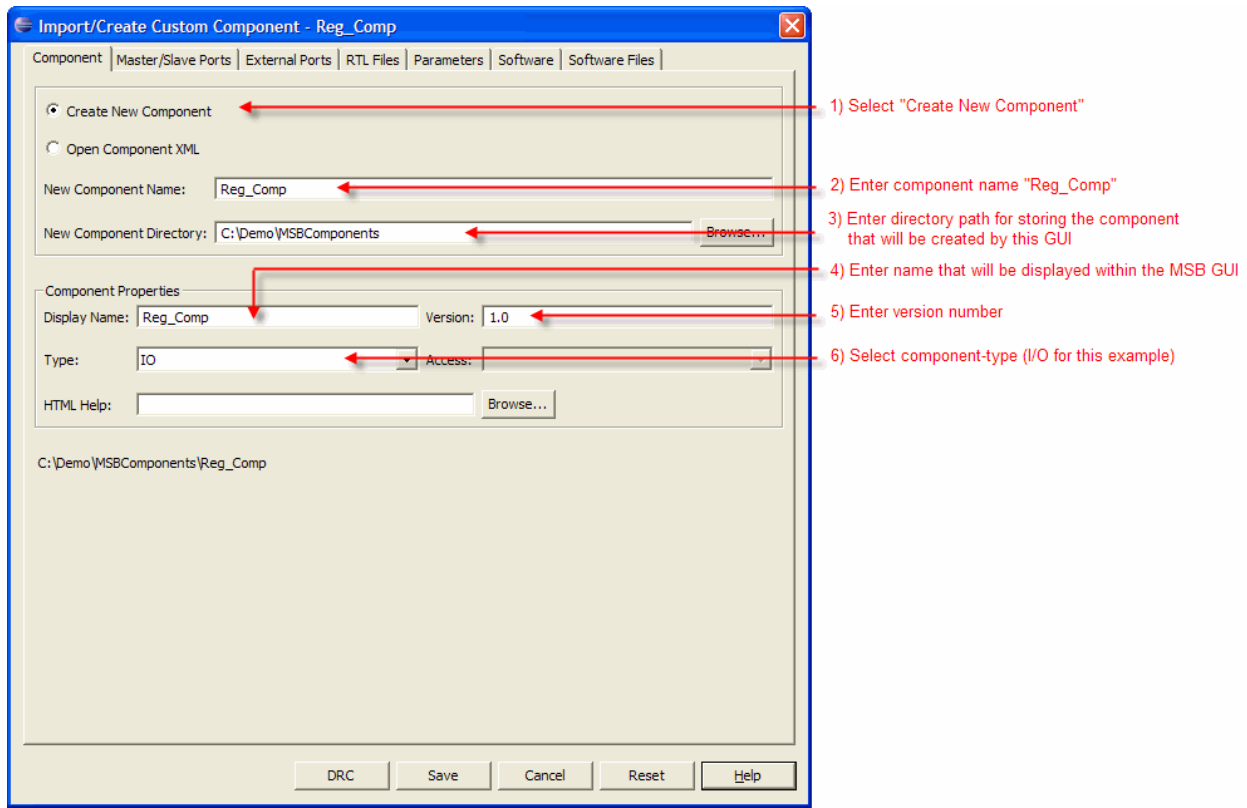 Import/Create Custom Component - Reg_Comp
Component Master/Slave Ports External Ports RTL Files Parameters Software Software Files
Create New Component
1) Select "Create New Component"
Open Component XML
New Component Name: Reg_Comp
2) Enter component name "Reg_Comp"
New Component Directory: C:\Demo\MSBComponents Browse...
3) Enter directory path for storing the component
that will be created by this GUI
4) Enter name that will be displayed within the MSB GUI
Component Properties
Display Name: Reg_Comp Version: 1.0
5) Enter version number
Type: IO Access:
6) Select component-type (I/O for this example)
HTML Help: Browse...
C:\Demo\MSBComponents\Reg_Comp
DRC Save Cancel Reset Help